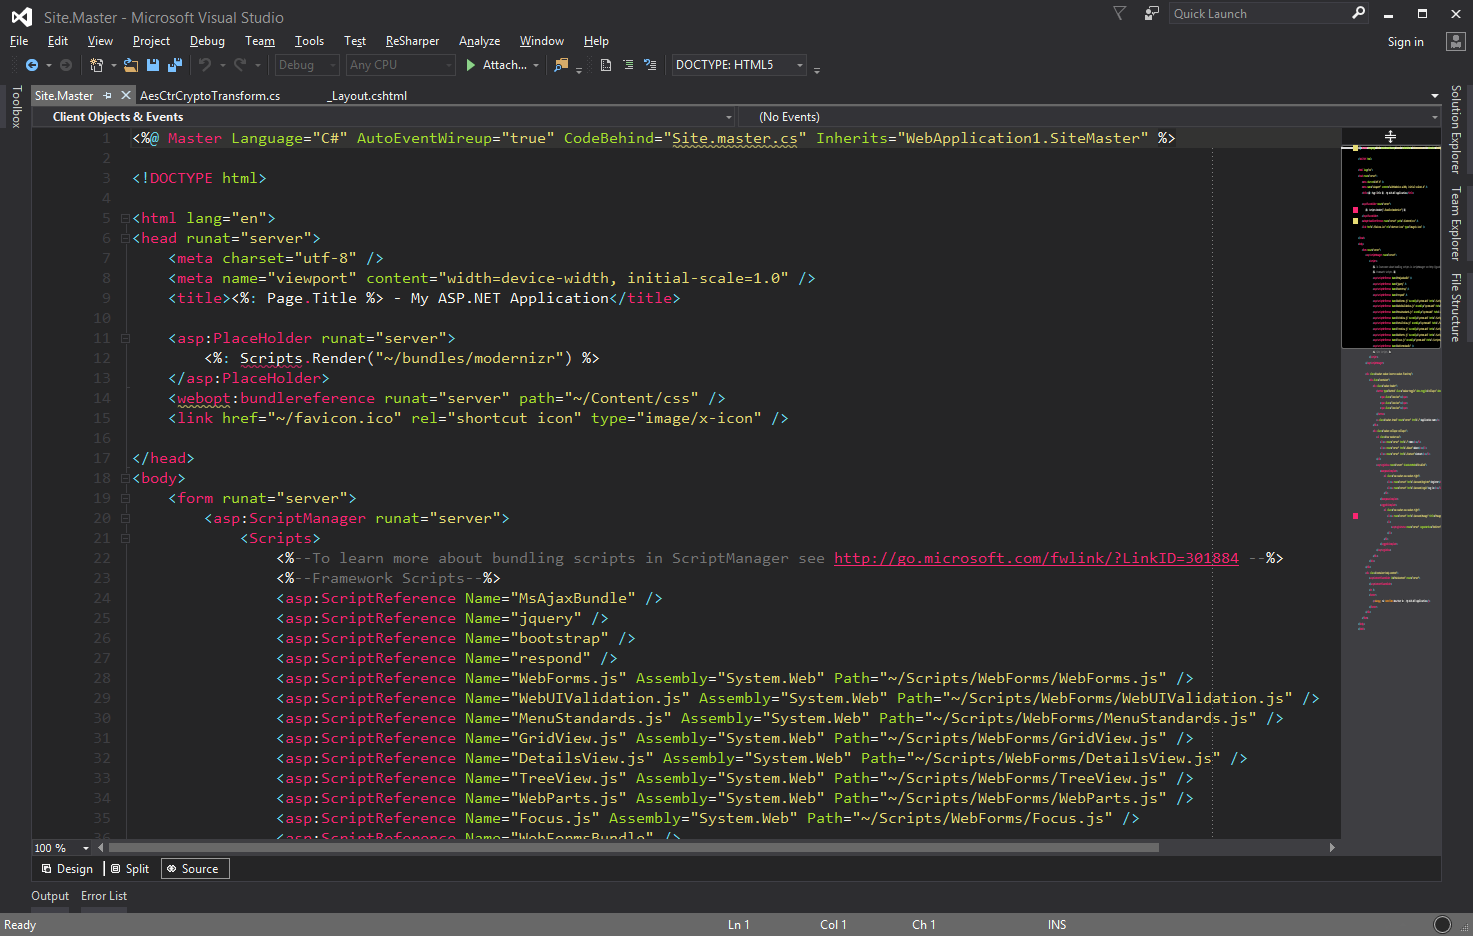 Site.Master - Microsoft Visual Studio
Quick Launch
File Edit View Project Debug Team Tools Test ReSharper Analyze Window Help
Sign in
Debug Any CPU Attach... DOCTYPE: HTML5
Toolbox
Site.Master AesCtrCryptoTransform.cs _Layout.cshtml
Client Objects & Events (No Events)
1 <%@ Master Language="C#" AutoEventWireup="true" CodeBehind="Site.master.cs" Inherits="WebApplication1.SiteMaster" %>
2
3 <!DOCTYPE html>
4
5 <html lang="en">
6 <head runat="server">
7 <meta charset="utf-8" />
8 <meta name="viewport" content="width=device-width, initial-scale=1.0" />
9 <title><%: Page.Title %> - My ASP.NET Application</title>
10
11 <asp:PlaceHolder runat="server">
12 <%: Scripts.Render("~/bundles/modernizr") %>
13 </asp:PlaceHolder>
14 <webopt:bundlereference runat="server" path="~/Content/css" />
15 <link href="~/favicon.ico" rel="shortcut icon" type="image/x-icon" />
16
17 </head>
18 <body>
19 <form runat="server">
20 <asp:ScriptManager runat="server">
21 <Scripts>
22 <%--To learn more about bundling scripts in ScriptManager see http://go.microsoft.com/fwlink/?LinkID=301884 --%>
23 <%--Framework Scripts--%>
24 <asp:ScriptReference Name="MsAjaxBundle" />
25 <asp:ScriptReference Name="jquery" />
26 <asp:ScriptReference Name="bootstrap" />
27 <asp:ScriptReference Name="respond" />
28 <asp:ScriptReference Name="WebForms.js" Assembly="System.Web" Path="~/Scripts/WebForms/WebForms.js" />
29 <asp:ScriptReference Name="WebUIValidation.js" Assembly="System.Web" Path="~/Scripts/WebForms/WebUIValidation.js" />
30 <asp:ScriptReference Name="MenuStandards.js" Assembly="System.Web" Path="~/Scripts/WebForms/MenuStandards.js" />
31 <asp:ScriptReference Name="GridView.js" Assembly="System.Web" Path="~/Scripts/WebForms/GridView.js" />
32 <asp:ScriptReference Name="DetailsView.js" Assembly="System.Web" Path="~/Scripts/WebForms/DetailsView.js" />
33 <asp:ScriptReference Name="TreeView.js" Assembly="System.Web" Path="~/Scripts/WebForms/TreeView.js" />
34 <asp:ScriptReference Name="WebParts.js" Assembly="System.Web" Path="~/Scripts/WebForms/WebParts.js" />
35 <asp:ScriptReference Name="Focus.js" Assembly="System.Web" Path="~/Scripts/WebForms/Focus.js" />
36 <asp:ScriptReference Name="WebFormsBundle" />
Solution Explorer
Team Explorer
File Structure
100 %
Design Split Source
Output Error List
Ready Ln 1 Col 1 Ch 1 INS